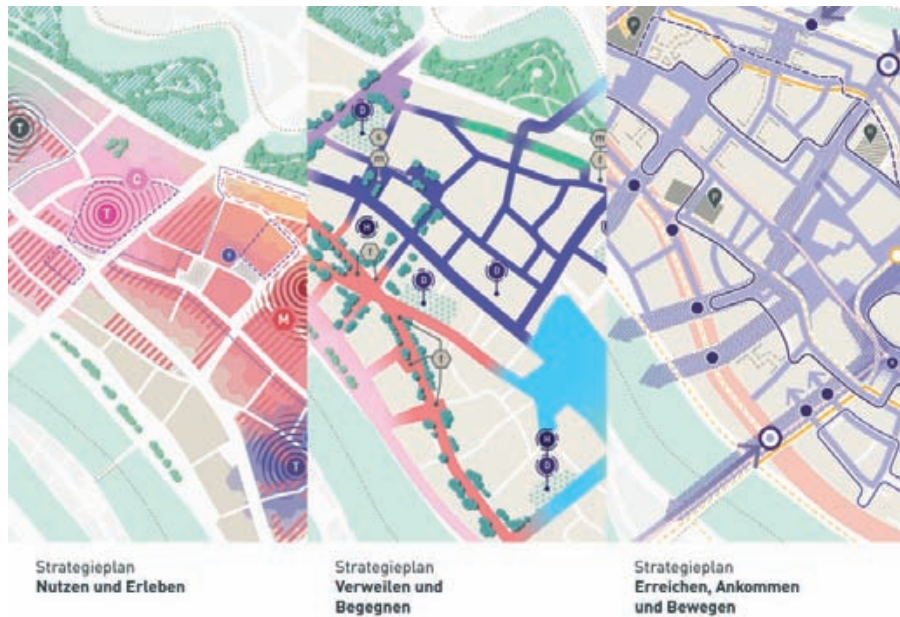 T
G
T
T
M
T
D
s
m
H
f
D
D
f
H
D
m
f
P
P
P
Strategieplan
Nutzen und Erleben
Strategieplan
Verweilen und
Begegnen
Strategieplan
Erreichen, Ankommen
und Bewegen